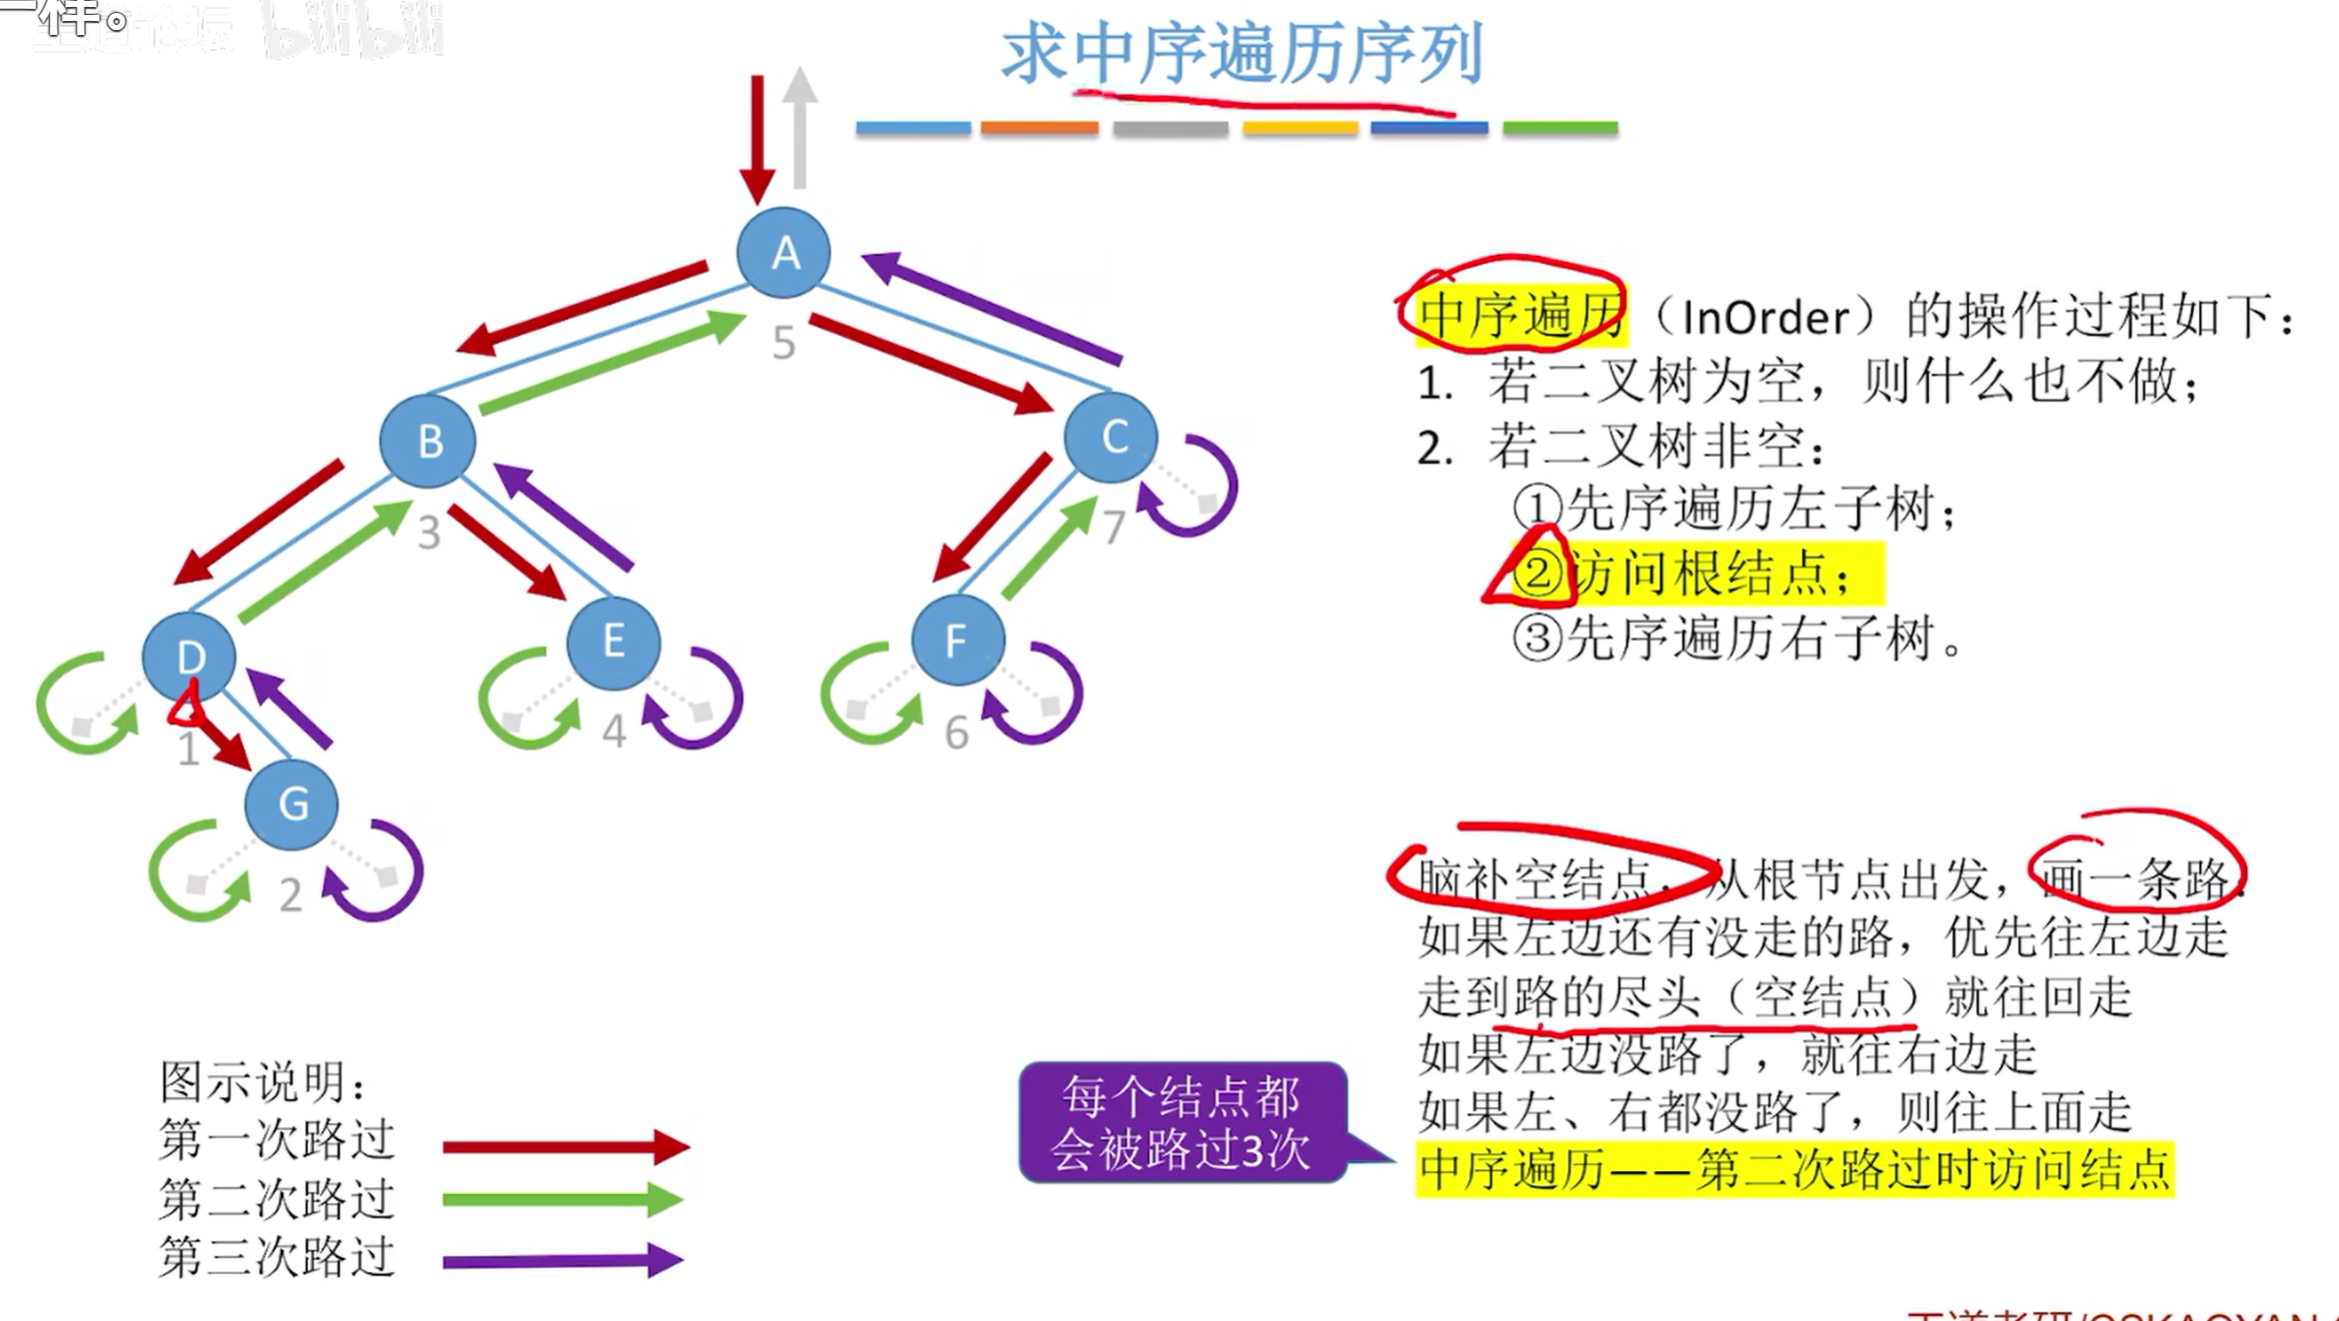 一样。
王道论坛 bilibili
求中序遍历序列
A
5
B
3
C
7
D
1
E
4
F
6
G
2
中序遍历（InOrder）的操作过程如下：
1. 若二叉树为空，则什么也不做；
2. 若二叉树非空：
①先序遍历左子树；
②访问根结点；
③先序遍历右子树。
脑补空结点，从根节点出发，画一条路：
如果左边还有没走的路，优先往左边走
走到路的尽头（空结点）就往回走
如果左边没路了，就往右边走
如果左、右都没路了，则往上面走
中序遍历——第二次路过时访问结点
每个结点都
会被路过3次
图示说明：
第一次路过
第二次路过
第三次路过